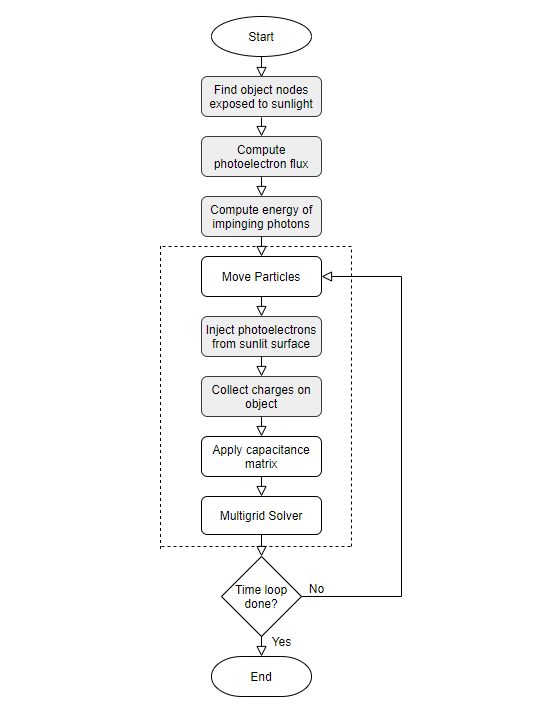 Start
Find object nodes
exposed to sunlight
Compute
photoelectron flux
Compute energy of
impinging photons
Move Particles
Inject photoelectrons
from sunlit surface
Collect charges on
object
Apply capacitance
matrix
Multigrid Solver
Time loop
done?
No
Yes
End